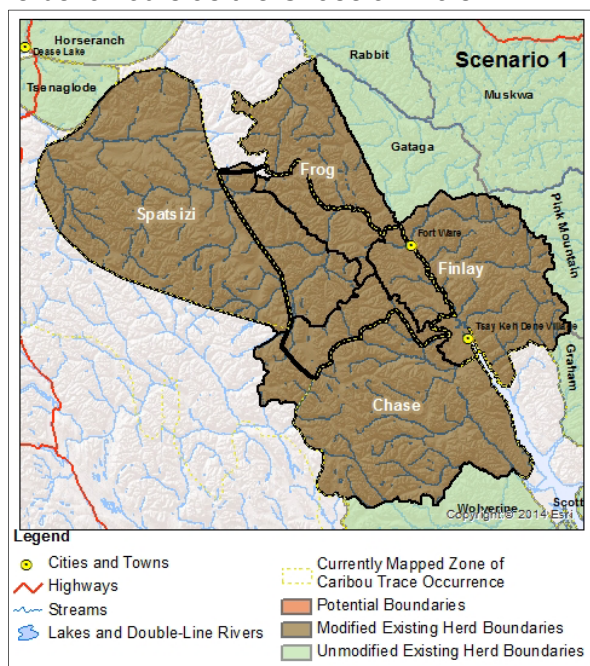 Horseranch
Dease Lake
Tsenaglode
Rabbit
Scenario 1
Muskwa
Gataga
Frog
Spatsizi
Pink Mountain
Fort Ware
Finlay
Tsay Keh Dene Village
Graham
Chase
Wolverine
Scott
Copyright:© 2014 Esri
Legend
Cities and Towns
Highways
Streams
Lakes and Double-Line Rivers
Currently Mapped Zone of
Caribou Trace Occurrence
Potential Boundaries
Modified Existing Herd Boundaries
Unmodified Existing Herd Boundaries